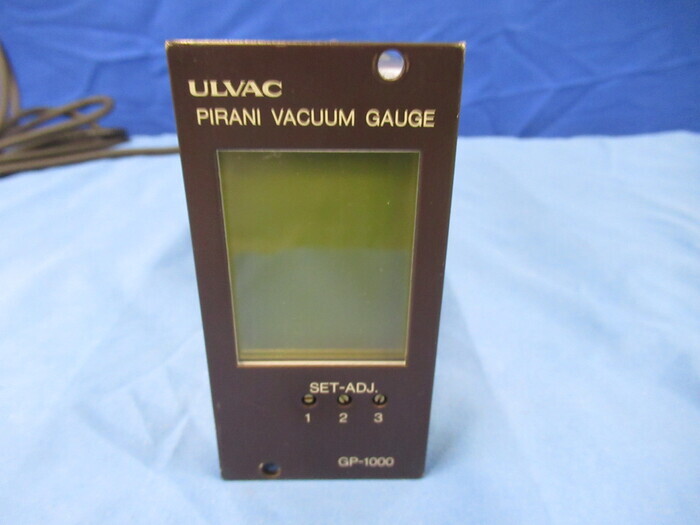 ULVAC
PIRANI VACUUM GAUGE
SET-ADJ.
1 2 3
GP-1000